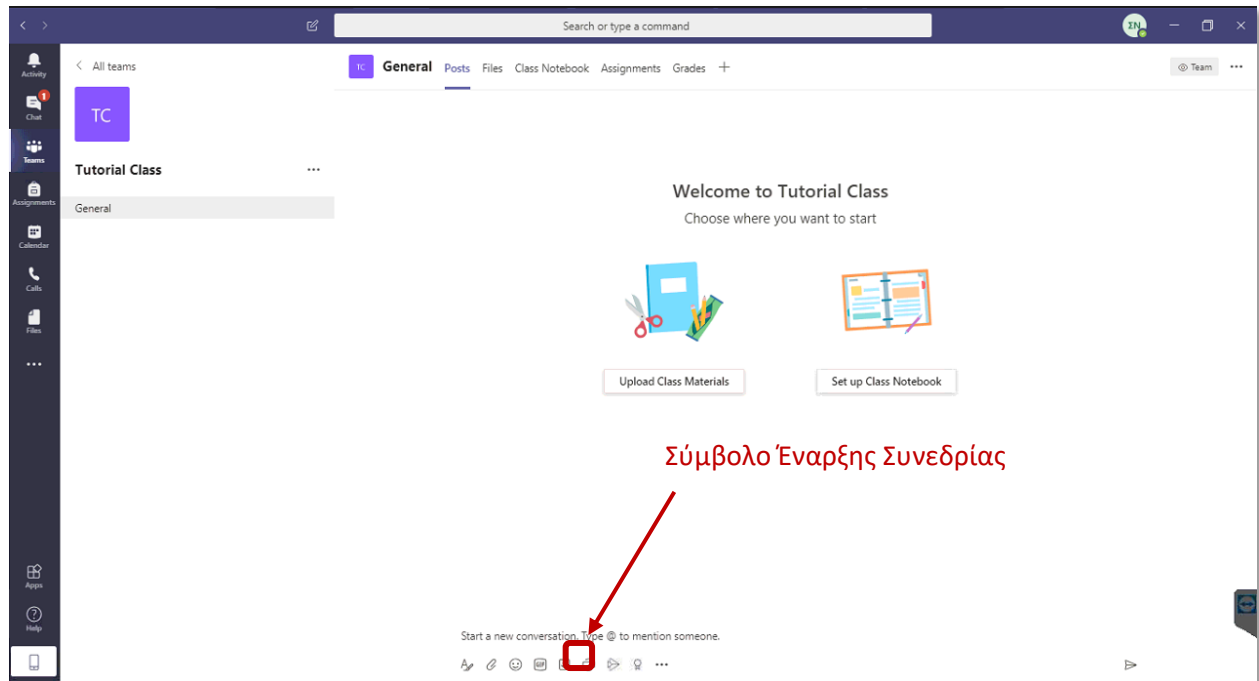 Search or type a command
ΣΝ
Activity
All teams
TC
General
Posts
Files
Class Notebook
Assignments
Grades
Team
1
Chat
TC
Teams
Tutorial Class
Assignments
General
Welcome to Tutorial Class
Choose where you want to start
Calendar
Calls
Files
Upload Class Materials
Set up Class Notebook
Σύμβολο Έναρξης Συνεδρίας
Apps
Help
Start a new conversation. Type @ to mention someone.
GIF